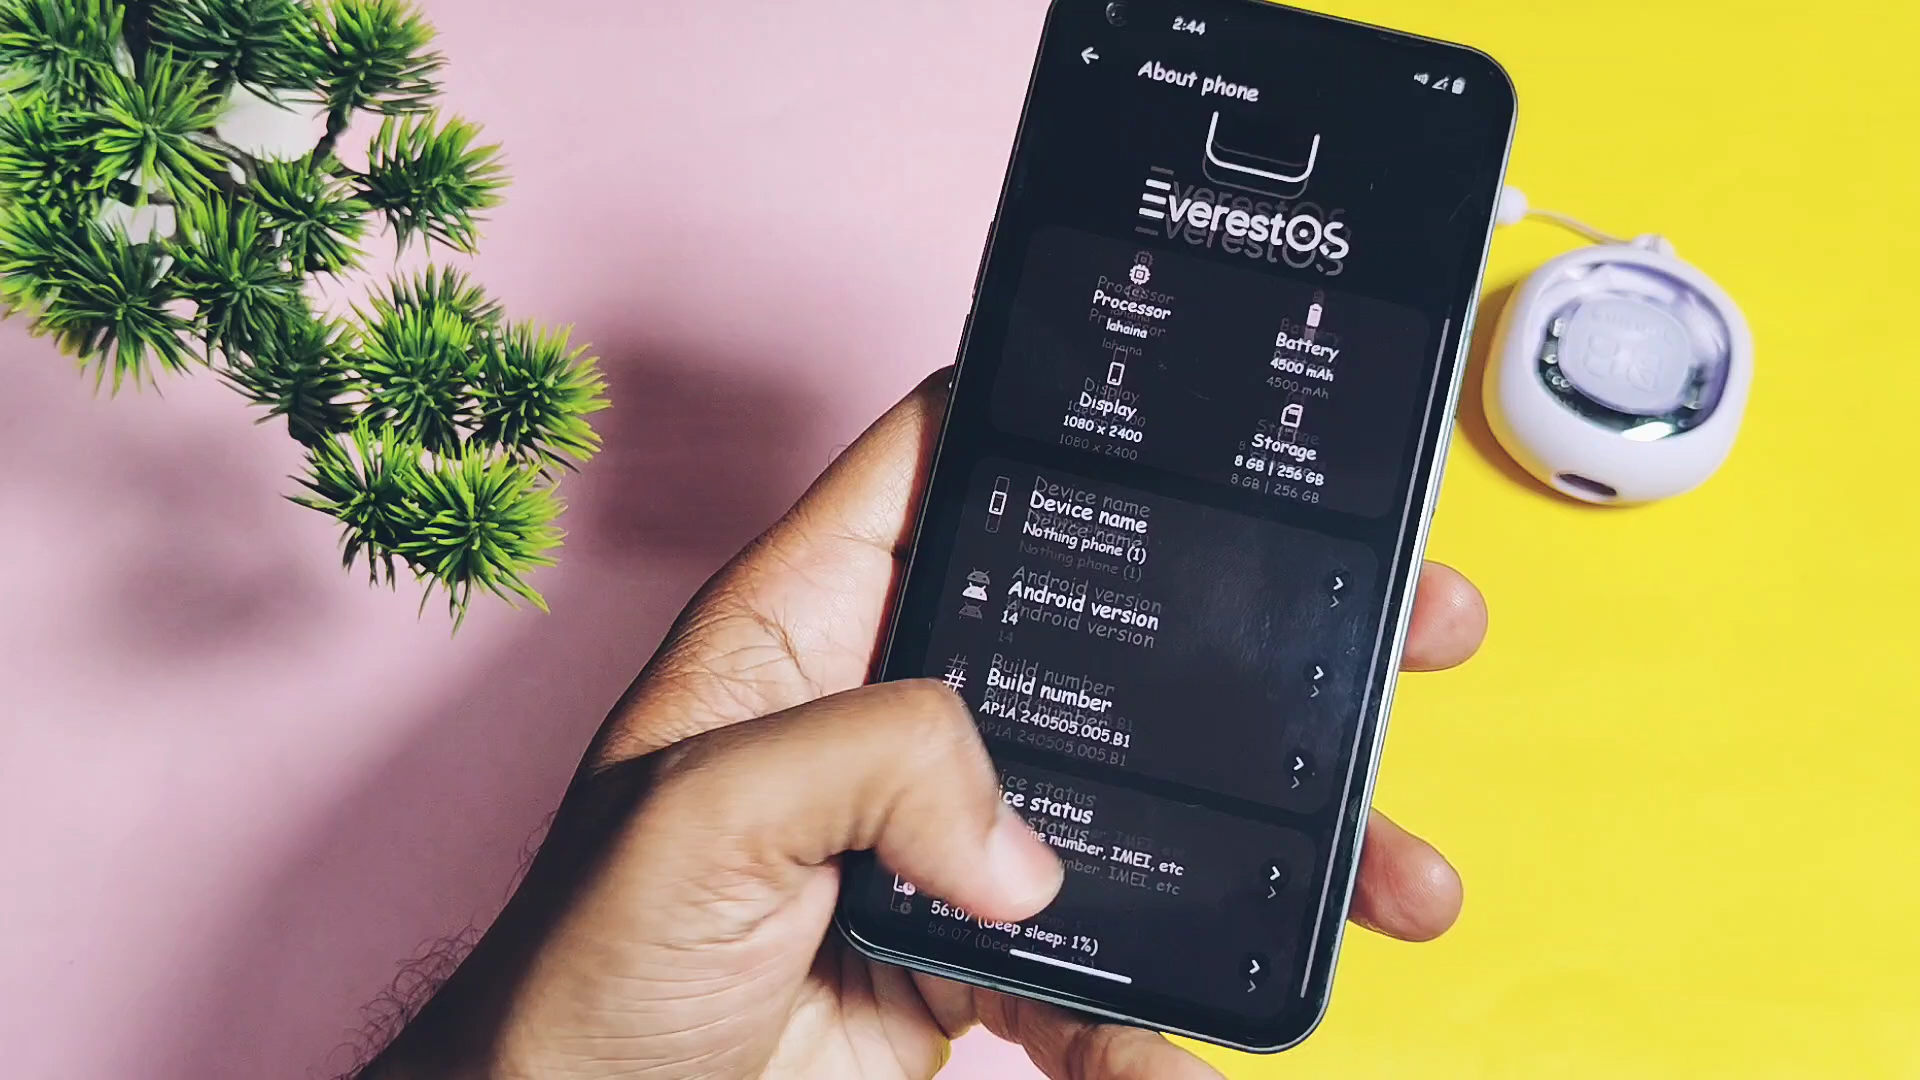 2:44
About phone
EverestOS
Processor
lahaina
Battery
4500 mAh
Display
1080 x 2400
Storage
8 GB | 256 GB
Device name
Nothing phone (1)
Android version
14
Build number
AP1A.240505.005.B1
ice status
ne number, IMEI, etc
56:07 (Deep sleep: 1%)